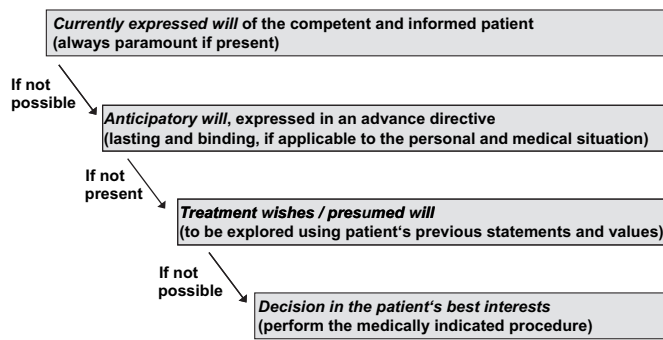 Currently expressed will of the competent and informed patient
(always paramount if present)
If not
possible
Anticipatory will, expressed in an advance directive
(lasting and binding, if applicable to the personal and medical situation)
If not
present
Treatment wishes / presumed will
(to be explored using patient‘s previous statements and values)
If not
possible
Decision in the patient‘s best interests
(perform the medically indicated procedure)